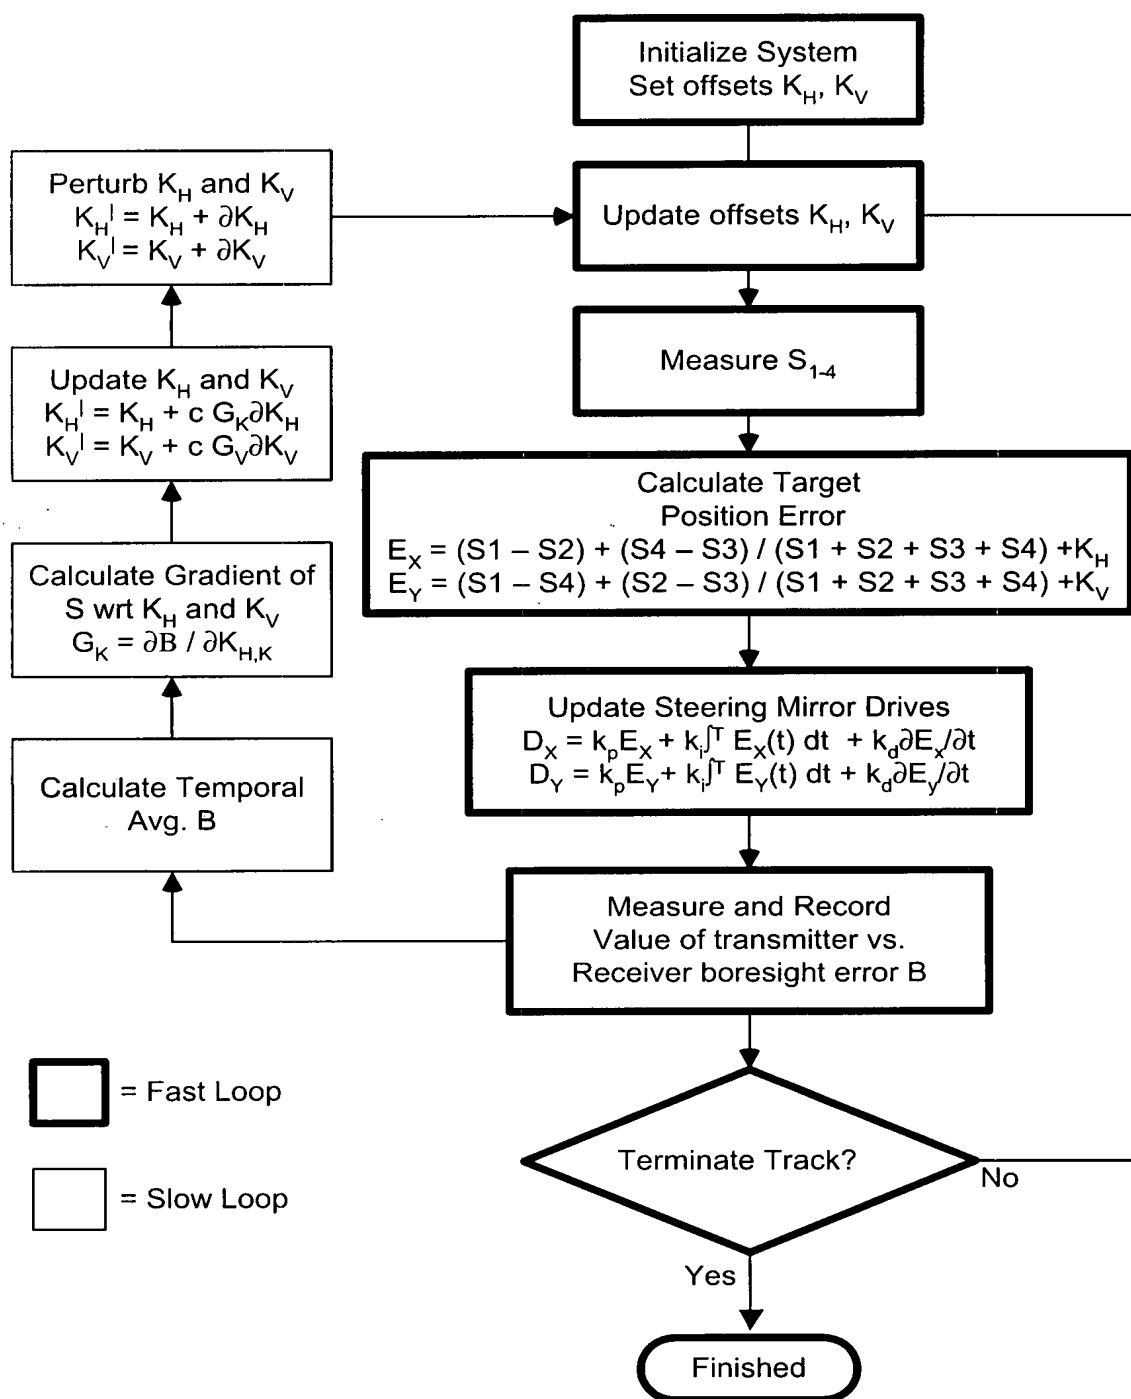 Initialize System
Set offsets K_H, K_V
Perturb K_H and K_V
K_H^| = K_H + ∂K_H
K_V^| = K_V + ∂K_V
Update offsets K_H, K_V
Measure S_1-4
Update K_H and K_V
K_H^| = K_H + c G_K∂K_H
K_V^| = K_V + c G_V∂K_V
Calculate Target
Position Error
E_X = (S1 – S2) + (S4 – S3) / (S1 + S2 + S3 + S4) +K_H
E_Y = (S1 – S4) + (S2 – S3) / (S1 + S2 + S3 + S4) +K_V
Calculate Gradient of
S wrt K_H and K_V
G_K = ∂B / ∂K_H,K
Update Steering Mirror Drives
D_X = k_pE_X + k_i∫^T E_X(t) dt + k_d∂E_x/∂t
D_Y = k_pE_Y + k_i∫^T E_Y(t) dt + k_d∂E_y/∂t
Calculate Temporal
Avg. B
Measure and Record
Value of transmitter vs.
Receiver boresight error B
= Fast Loop
= Slow Loop
Terminate Track?
No
Yes
Finished